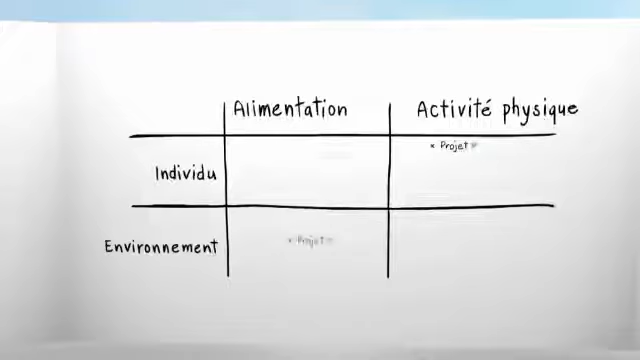 Alimentation
Activité physique
× Projet
Individu
Environnement
× Projet